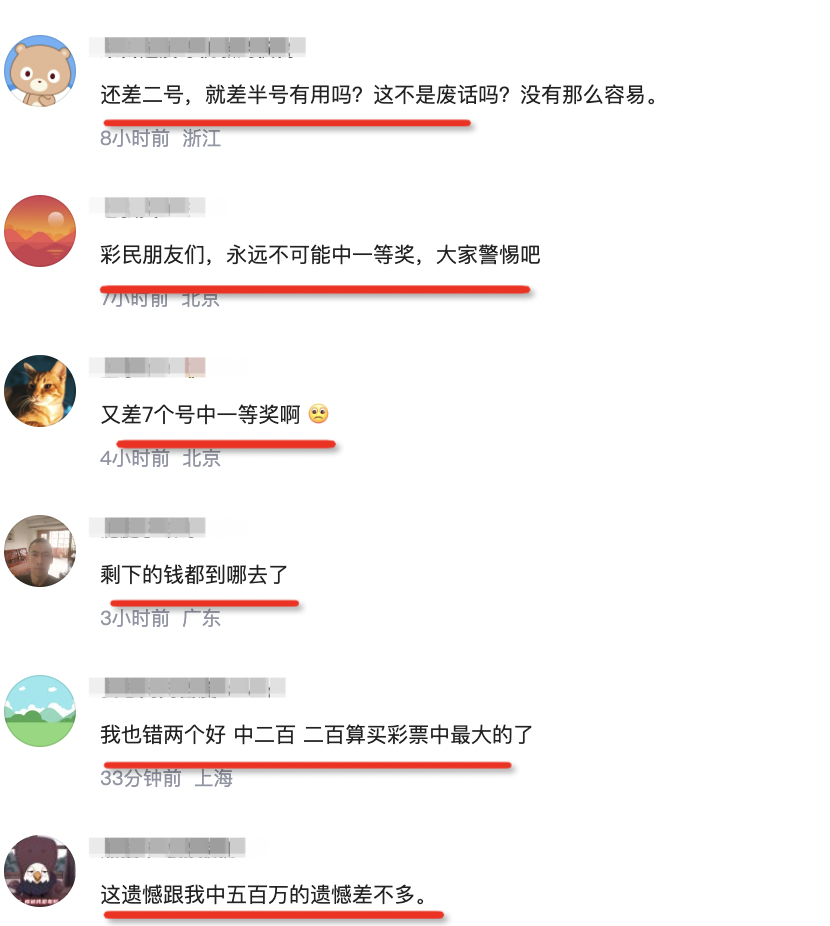 还差二号，就差半号有用吗？这不是废话吗？没有那么容易。
8小时前 浙江
彩民朋友们，永远不可能中一等奖，大家警惕吧
7小时前 北京
又差7个号中一等奖啊 🙁
4小时前 北京
剩下的钱都到哪去了
3小时前 广东
我也错两个好 中二百 二百算买彩票中最大的了
33分钟前 上海
这遗憾跟我中五百万的遗憾差不多。